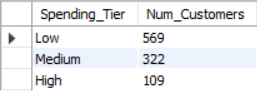 Spending_Tier Num_Customers
Low 569
Medium 322
High 109